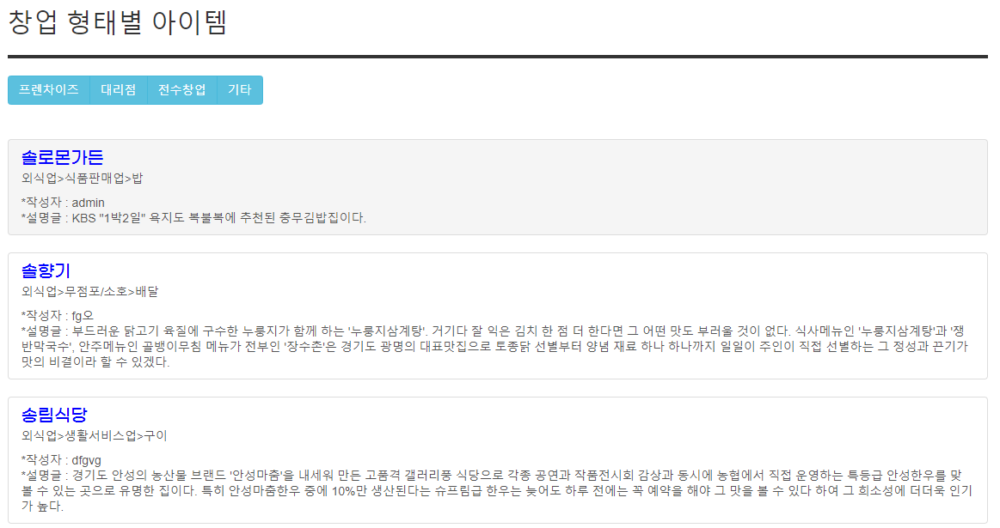 창업 형태별 아이템
프렌차이즈 대리점 전수창업 기타
솔로몬가든
외식업>식품판매업>밥
*작성자 : admin
*설명글 : KBS "1박2일" 욕지도 복불복에 추천된 충무김밥집이다.
솔향기
외식업>무점포/소호>배달
*작성자 : fg오
*설명글 : 부드러운 닭고기 육질에 구수한 누룽지가 함께 하는 '누룽지삼계탕'. 거기다 잘 익은 김치 한 점 더 한다면 그 어떤 맛도 부러울 것이 없다. 식사메뉴인 '누룽지삼계탕'과 '쟁
반막국수', 안주메뉴인 골뱅이무침 메뉴가 전부인 '장수촌'은 경기도 광명의 대표맛집으로 토종닭 선별부터 양념 재료 하나 하나까지 일일이 주인이 직접 선별하는 그 정성과 끈기가
맛의 비결이라 할 수 있겠다.
송림식당
외식업>생활서비스업>구이
*작성자 : dfgvg
*설명글 : 경기도 안성의 농산물 브랜드 '안성마춤'을 내세워 만든 고품격 갤러리풍 식당으로 각종 공연과 작품전시회 감상과 동시에 농협에서 직접 운영하는 특등급 안성한우를 맞
볼 수 있는 곳으로 유명한 집이다. 특히 안성마춤한우 중에 10%만 생산된다는 슈프림급 한우는 늦어도 하루 전에는 꼭 예약을 해야 그 맛을 볼 수 있다 하여 그 희소성에 더더욱 인기
가 높다.